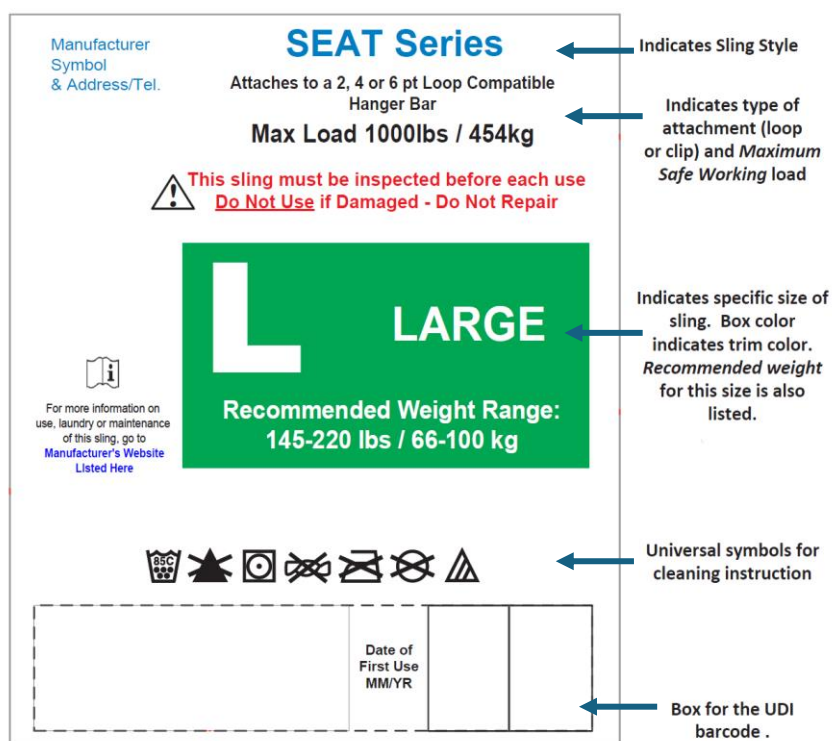 Manufacturer
Symbol
& Address/Tel.
SEAT Series
Attaches to a 2, 4 or 6 pt Loop Compatible
Hanger Bar
Max Load 1000lbs / 454kg
This sling must be inspected before each use
Do Not Use if Damaged - Do Not Repair
L
LARGE
Recommended Weight Range:
145-220 lbs / 66-100 kg
i
For more information on
use, laundry or maintenance
of this sling, go to
Manufacturer's Website
Listed Here
85C
Date of
First Use
MM/YR
Indicates Sling Style
Indicates type of
attachment (loop
or clip) and Maximum
Safe Working load
Indicates specific size of
sling. Box color
indicates trim color.
Recommended weight
for this size is also
listed.
Universal symbols for
cleaning instruction
Box for the UDI
barcode .